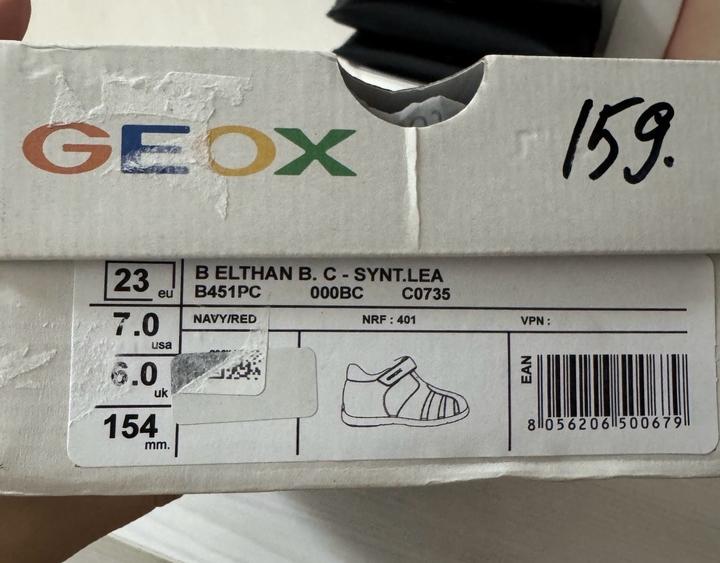 GEOX
159.
23 eu
B ELTHAN B. C - SYNT.LEA
B451PC 000BC C0735
7.0 usa
NAVY/RED NRF : 401 VPN :
6.0 uk
EAN
154 mm.
8 056206 500679